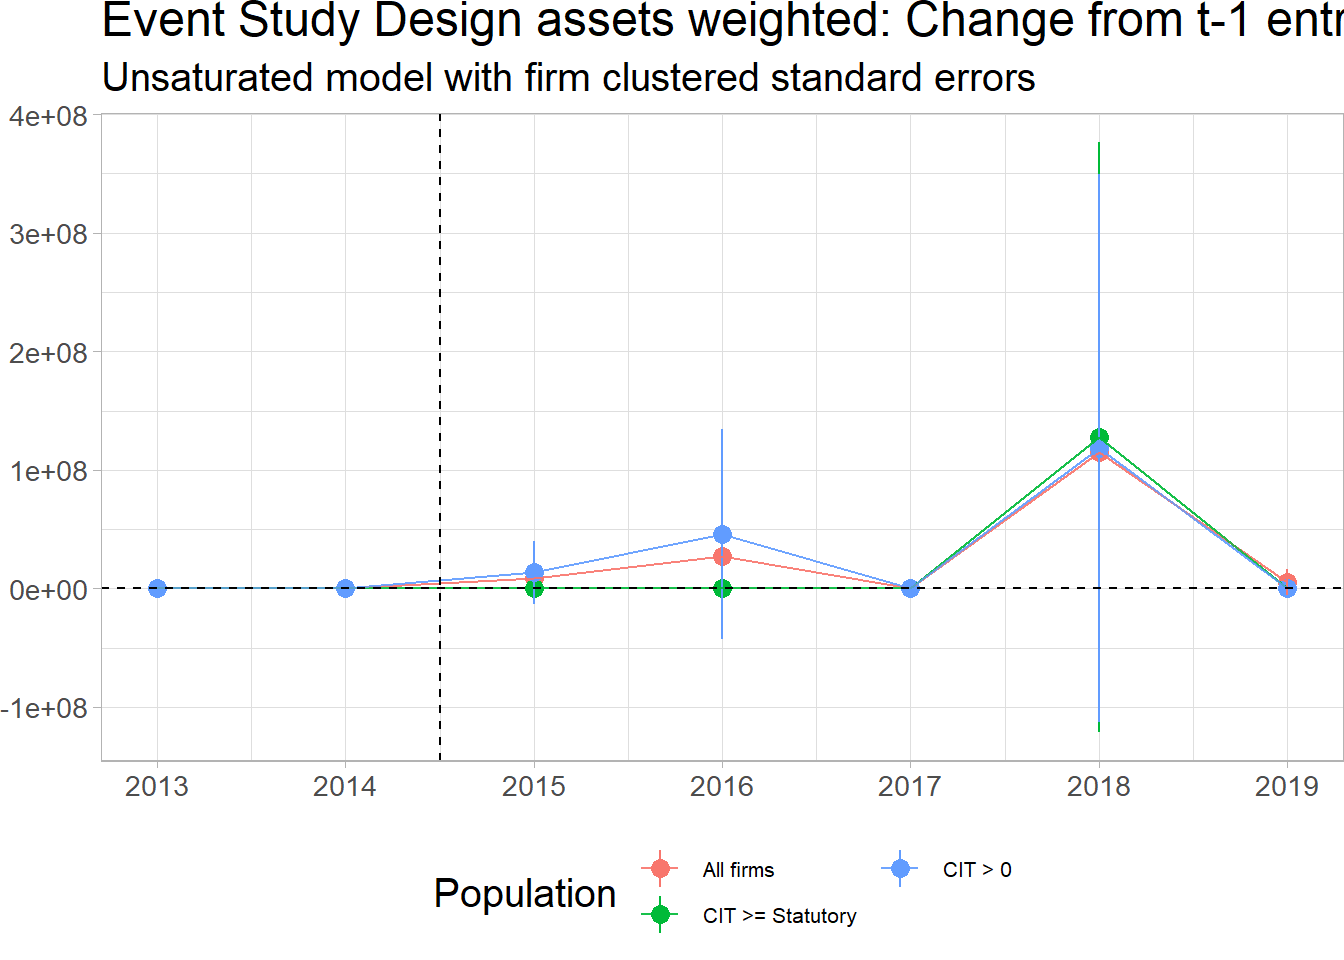 Event Study Design assets weighted: Change from t-1 entr
Unsaturated model with firm clustered standard errors
4e+08
3e+08
2e+08
1e+08
0e+00
-1e+08
2013 2014 2015 2016 2017 2018 2019
Population
All firms
CIT >= Statutory
CIT > 0